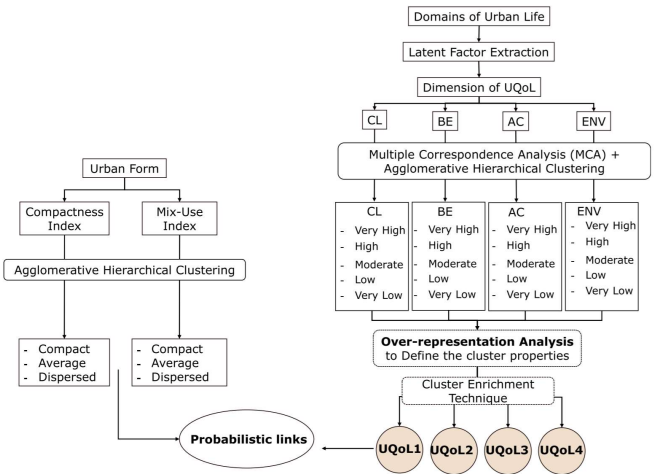 Domains of Urban Life
Latent Factor Extraction
Dimension of UQoL
CL
BE
AC
ENV
Multiple Correspondence Analysis (MCA) +
Agglomerative Hierarchical Clustering
Urban Form
Compactness
Index
Mix-Use
Index
Agglomerative Hierarchical Clustering
- Compact
- Average
- Dispersed
- Compact
- Average
- Dispersed
CL
- Very High
- High
- Moderate
- Low
- Very Low
BE
- Very High
- High
- Moderate
- Low
- Very Low
AC
- Very High
- High
- Moderate
- Low
- Very Low
ENV
- Very High
- High
- Moderate
- Low
- Very Low
Over-representation Analysis
to Define the cluster properties
Cluster Enrichment
Technique
Probabilistic links
UQoL1
UQoL2
UQoL3
UQoL4